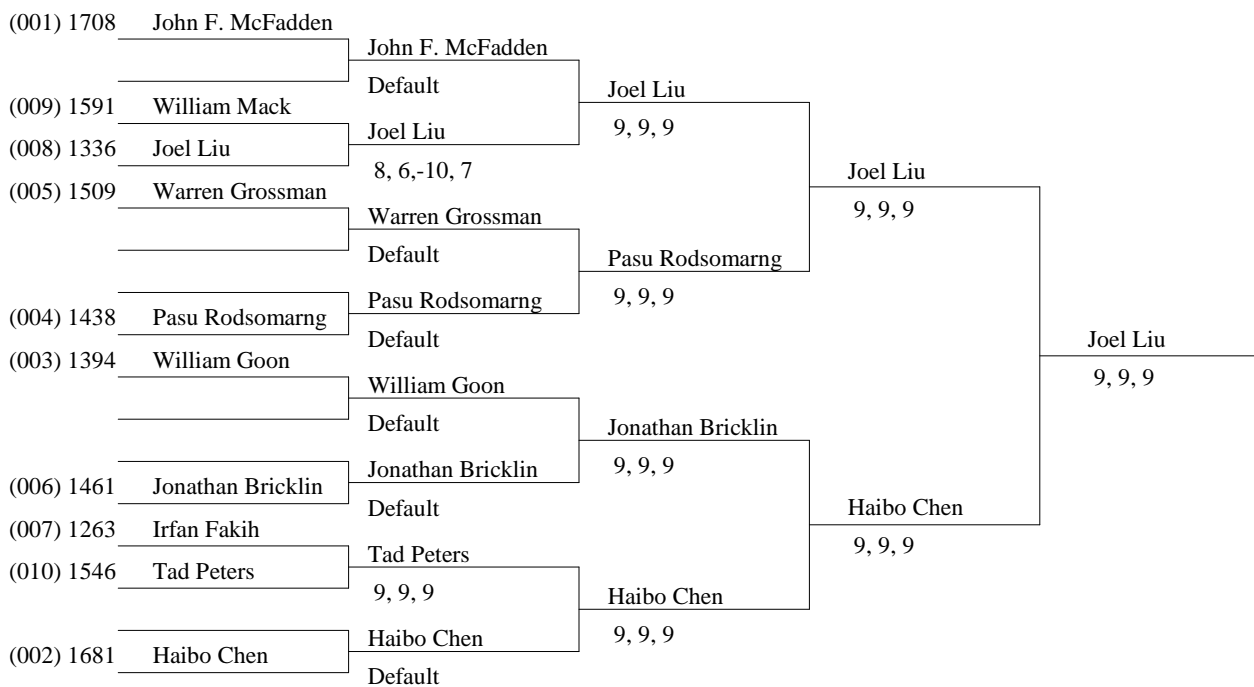 (001) 1708 John F. McFadden
John F. McFadden
Default
Joel Liu
(009) 1591 William Mack
9, 9, 9
Joel Liu
(008) 1336 Joel Liu
8, 6,-10, 7
Joel Liu
(005) 1509 Warren Grossman
9, 9, 9
Warren Grossman
Default
Pasu Rodsomarng
9, 9, 9
Pasu Rodsomarng
(004) 1438 Pasu Rodsomarng
Default
Joel Liu
(003) 1394 William Goon
9, 9, 9
William Goon
Default
Jonathan Bricklin
9, 9, 9
Jonathan Bricklin
(006) 1461 Jonathan Bricklin
Default
Haibo Chen
(007) 1263 Irfan Fakih
9, 9, 9
Tad Peters
(010) 1546 Tad Peters
9, 9, 9
Haibo Chen
9, 9, 9
Haibo Chen
(002) 1681 Haibo Chen
Default